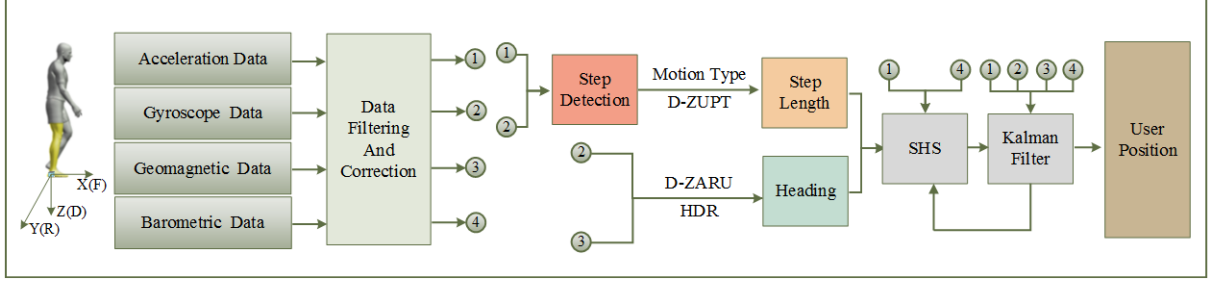 X(F)
Z(D)
Y(R)
Acceleration Data
Gyroscope Data
Geomagnetic Data
Barometric Data
Data
Filtering
And
Correction
1
2
3
4
1
2
Step
Detection
Motion Type
D-ZUPT
Step
Length
2
3
D-ZARU
HDR
Heading
1
4
SHS
1 2 3 4
Kalman
Filter
User
Position